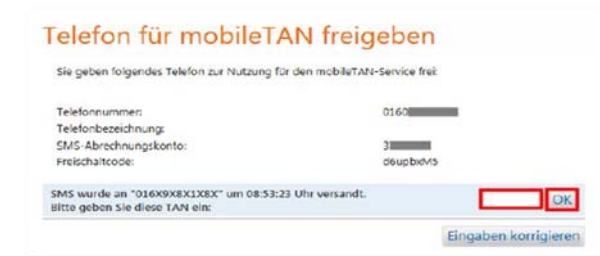 Telefon für mobileTAN freigeben
Sie geben folgendes Telefon zur Nutzung für den mobileTAN-Service frei:
Telefonnummer: 0160
Telefonbezeichnung:
SMS-Abrechnungskonto: 3
Freischaltcode: d6upbxM5
SMS wurde an "016X9X8X1X8X" um 08:53:23 Uhr versandt.
Bitte geben Sie diese TAN ein: OK
Eingaben korrigieren